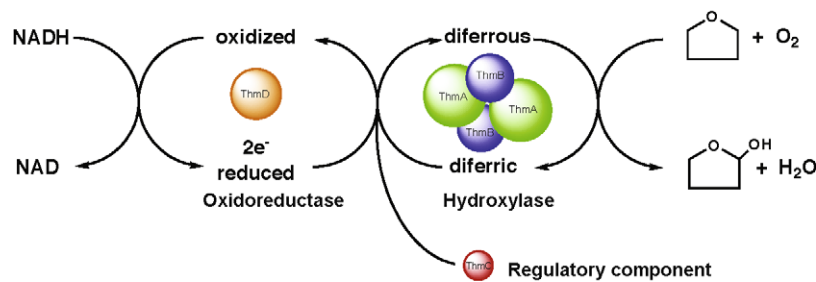 NADH
oxidized
diferrous
O
+ O2
ThmD
ThmB
ThmA
ThmA
ThmB
NAD
2e-
reduced
diferric
O
OH
+ H2O
Oxidoreductase
Hydroxylase
ThmC
Regulatory component